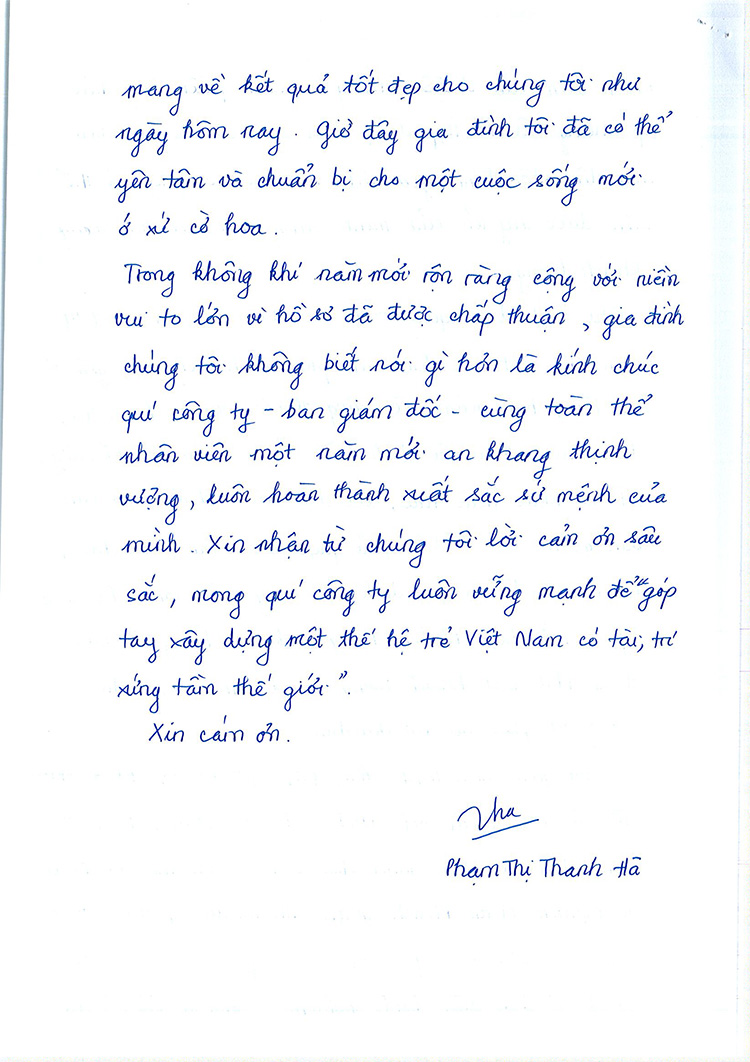 mang về kết quả tốt đẹp cho chúng tôi như
ngày hôm nay. Giờ đây gia đình tôi đã có thể
yên tâm và chuẩn bị cho một cuộc sống mới
ở xứ cờ hoa.
Trong không khí năm mới rộn ràng cộng với niềm
vui to lớn vì hồ sơ đã được chấp thuận, gia đình
chúng tôi không biết nói gì hơn là kính chúc
quí công ty - ban giám đốc - cùng toàn thể
nhân viên một năm mới an khang thịnh
vượng, luôn hoàn thành xuất sắc sứ mệnh của
mình. Xin nhận từ chúng tôi lời cảm ơn sâu
sắc, mong quí công ty luôn vững mạnh để "góp
tay xây dựng một thế hệ trẻ Việt Nam có tài, trí
xứng tầm thế giới".
Xin cám ơn.
Phạm Thị Thanh Hà